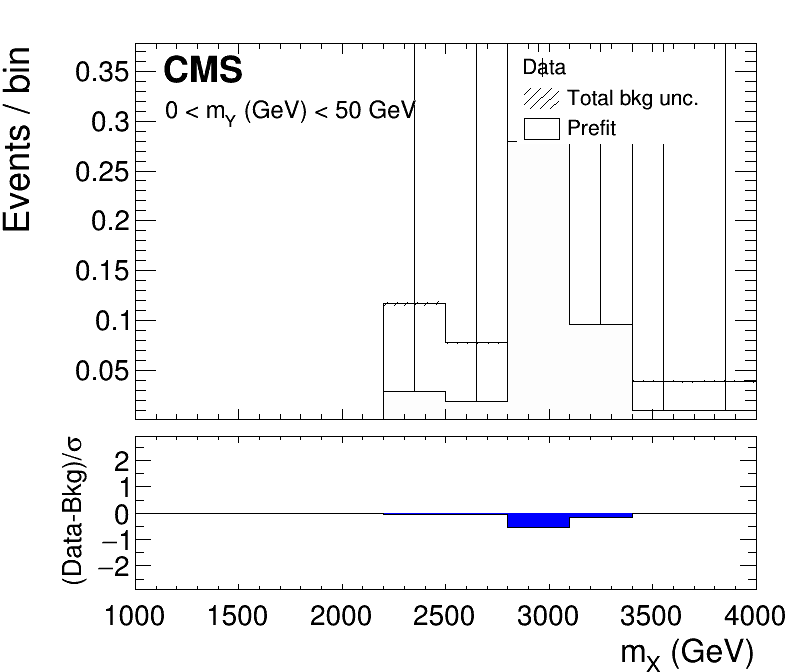 CMS
0 < mY (GeV) < 50 GeV
Data
Total bkg unc.
Prefit
Events / bin
0.35
0.3
0.25
0.2
0.15
0.1
0.05
(Data-Bkg)/σ
2
1
0
−1
−2
1000 1500 2000 2500 3000 3500 4000
mX (GeV)